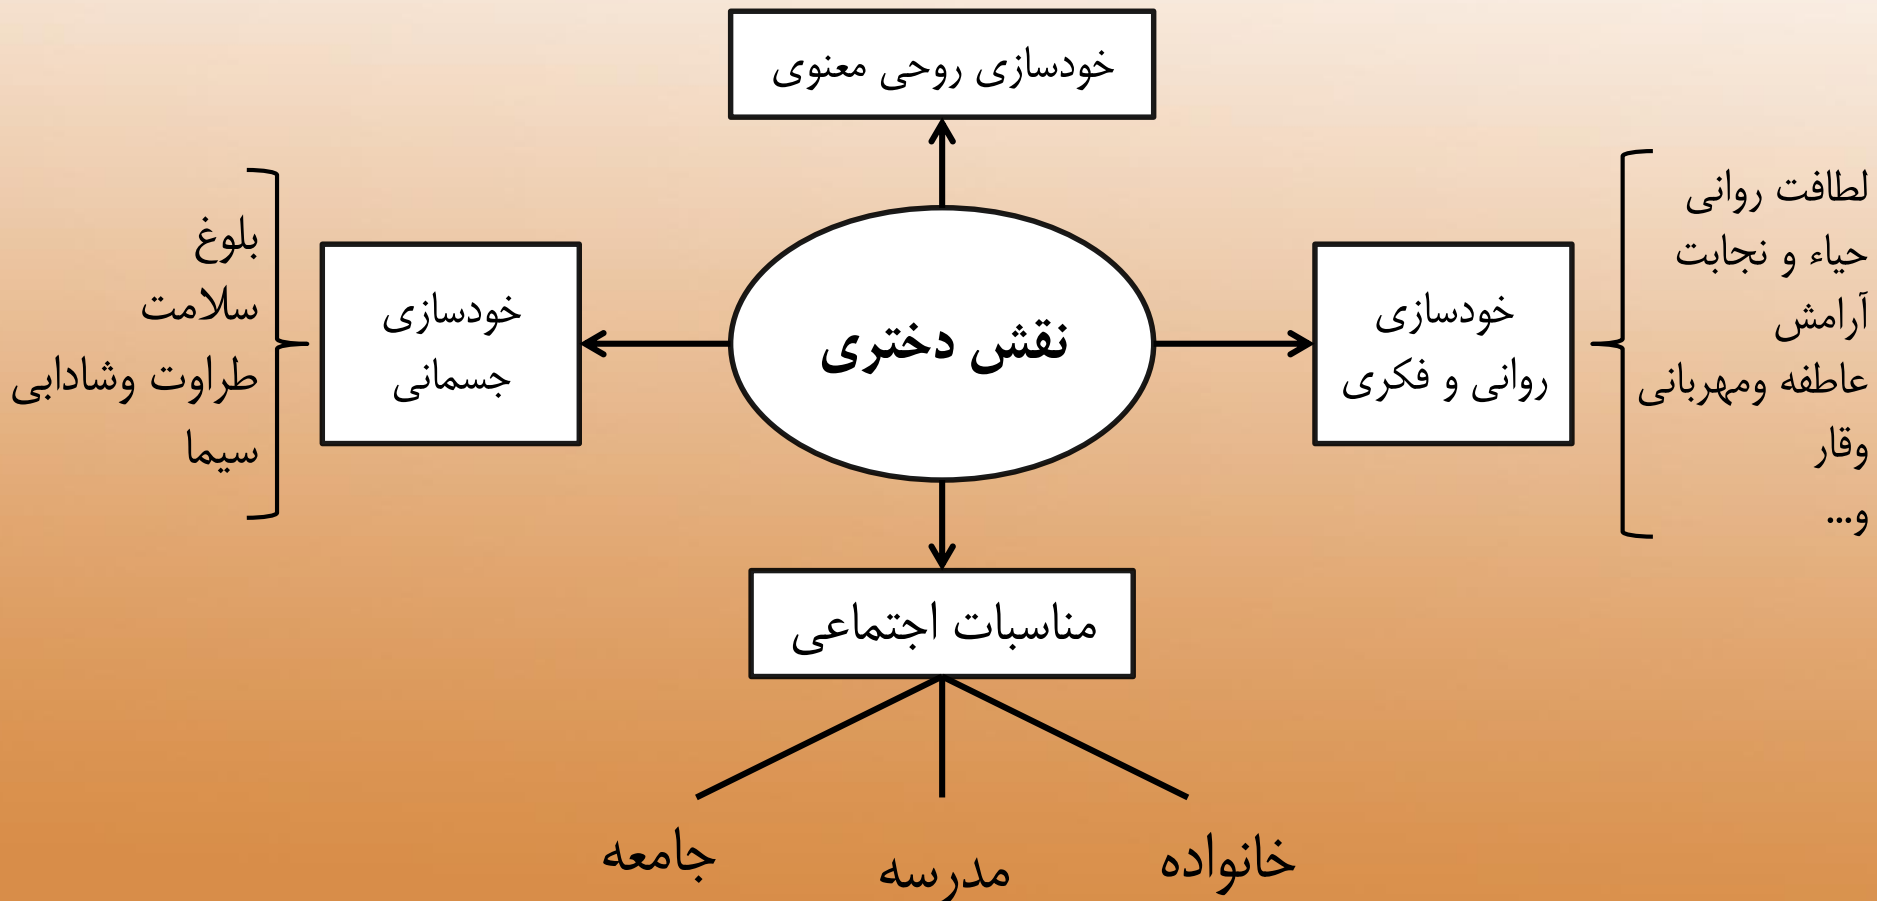 خودسازی روحی معنوی
لطافت روانی
حیاء و نجابت
آرامش
عاطفه ومهربانی
وقار
و...
خودسازی
روانی و فکری
نقش دختری
خودسازی
جسمانی
بلوغ
سلامت
طراوت وشادابی
سیما
مناسبات اجتماعی
خانواده
مدرسه
جامعه